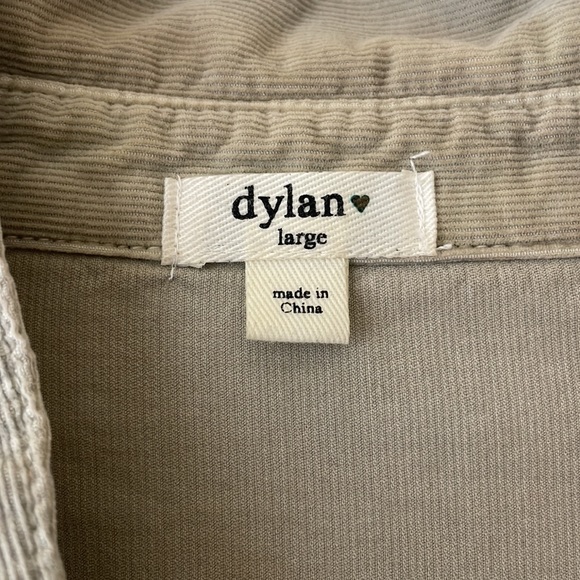 dylan♥
large
made in
China